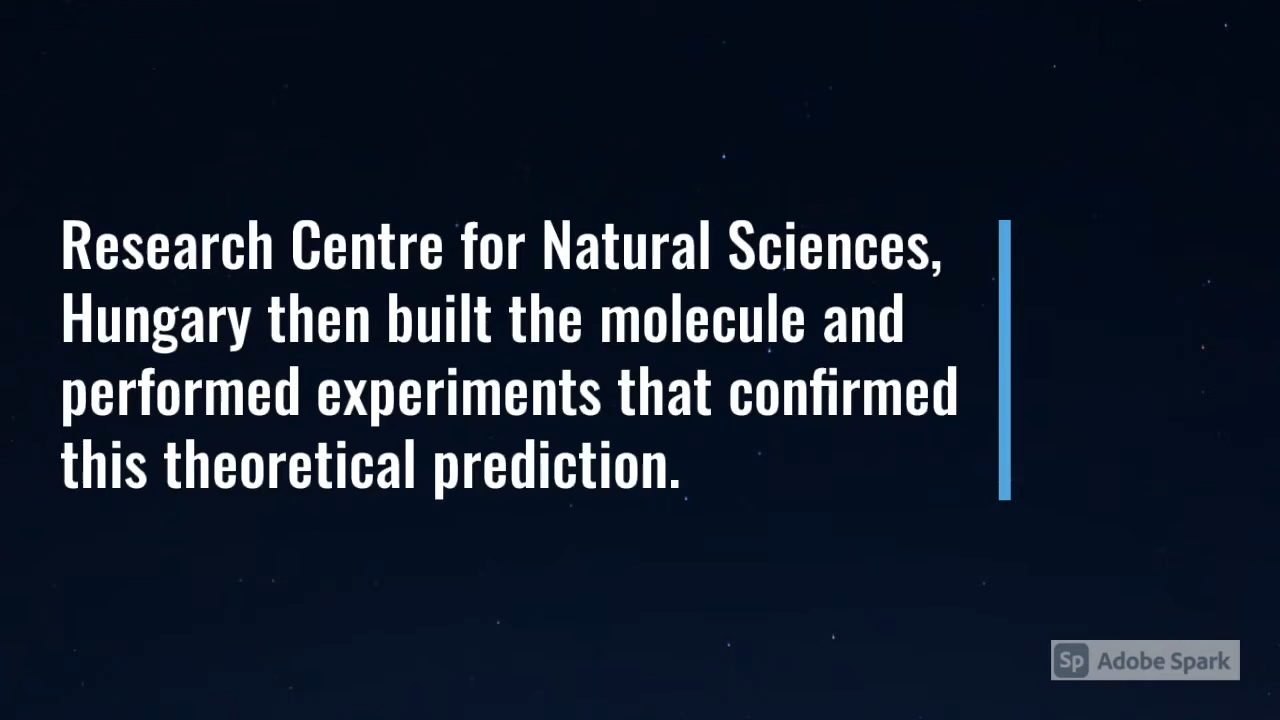 Research Centre for Natural Sciences,
Hungary then built the molecule and
performed experiments that confirmed
this theoretical prediction.
Sp Adobe Spark